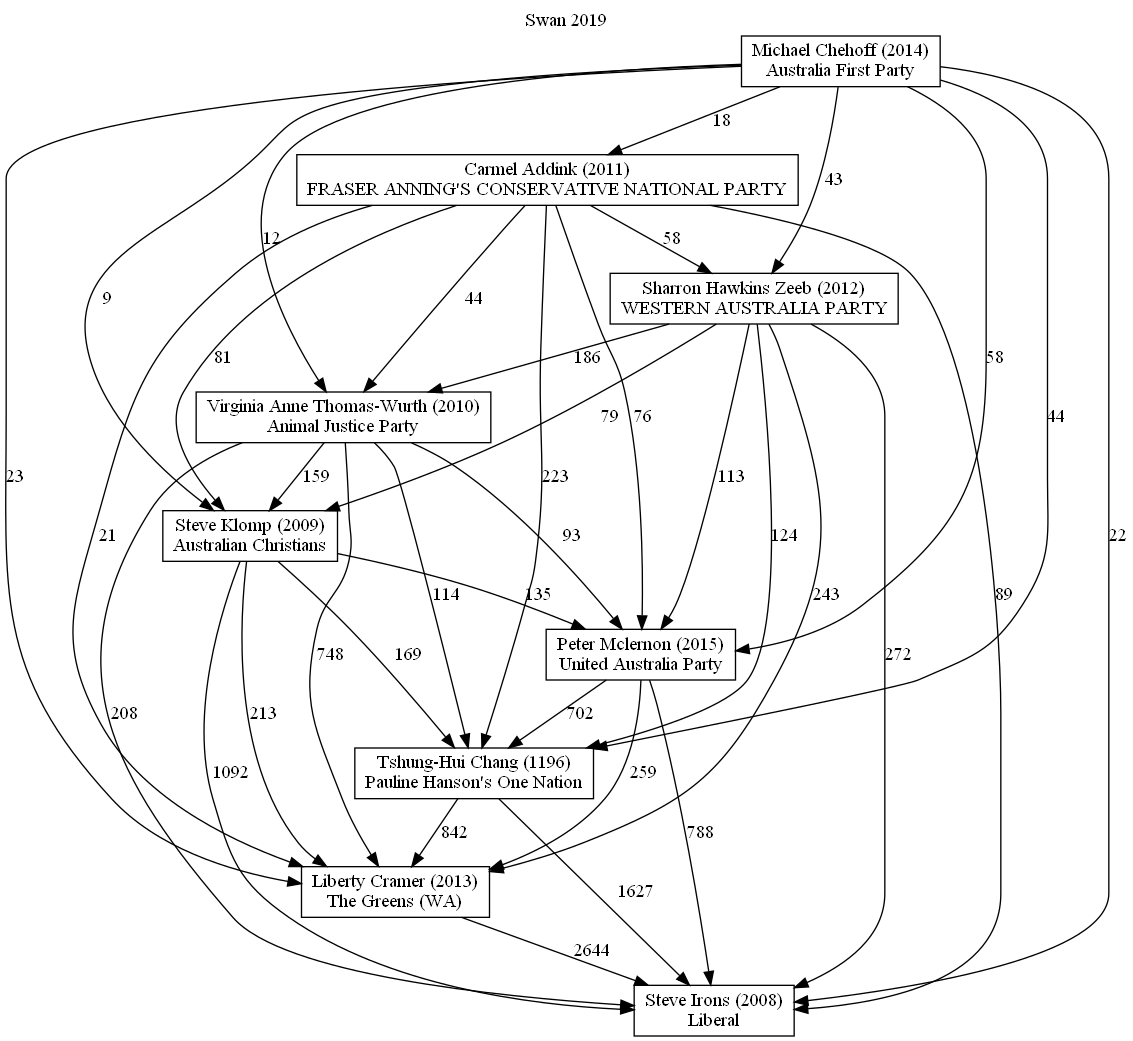 Swan 2019
Michael Chehoff (2014)
Australia First Party
18
Carmel Addink (2011)
FRASER ANNING'S CONSERVATIVE NATIONAL PARTY
43
12
58
Sharron Hawkins Zeeb (2012)
WESTERN AUSTRALIA PARTY
9
44
81
186
58
Virginia Anne Thomas-Wurth (2010)
Animal Justice Party
79
76
44
23
159
223
113
Steve Klomp (2009)
Australian Christians
21
93
124
22
114
135
243
89
Peter Mclernon (2015)
United Australia Party
748
169
272
208
213
702
Tshung-Hui Chang (1196)
Pauline Hanson's One Nation
1092
259
842
788
Liberty Cramer (2013)
The Greens (WA)
1627
2644
Steve Irons (2008)
Liberal